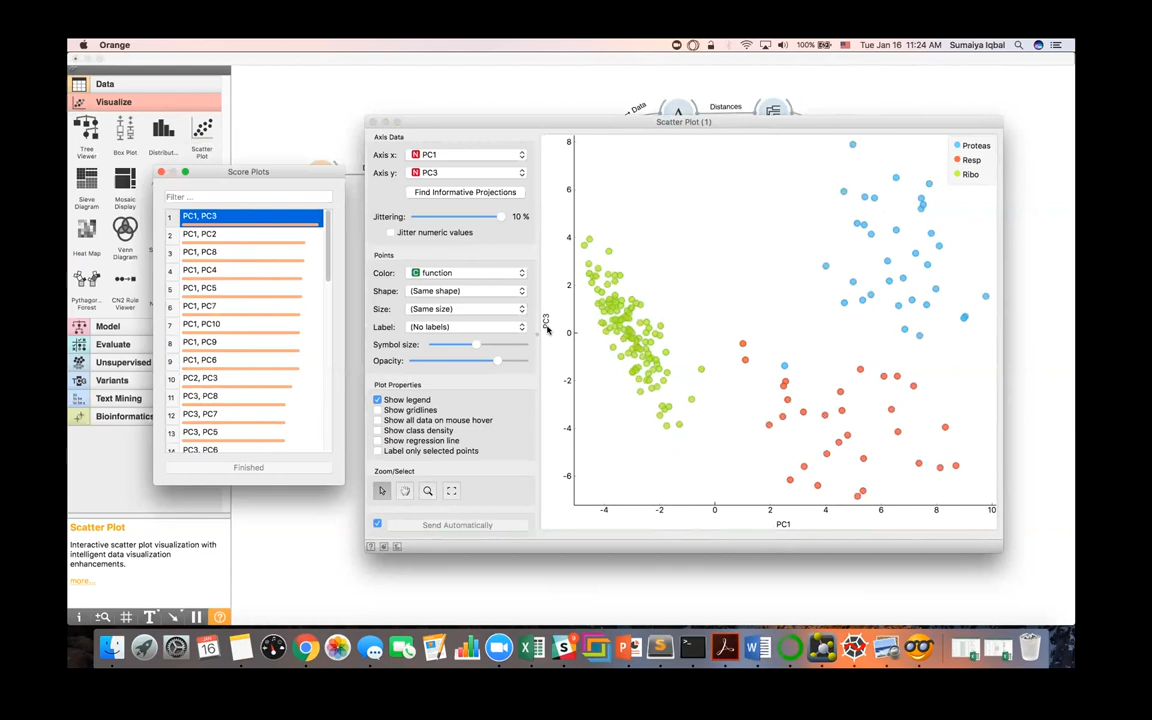 Orange
100%
Tue Jan 16 11:24 AM
Sumaiya Iqbal
Data
Visualize
Tree Viewer
Box Plot
Distribut...
Scatter Plot
Sieve Diagram
Mosaic Display
Heat Map
Venn Diagram
Pythagor... Forest
CN2 Rule Viewer
Model
Evaluate
Unsupervised
Variants
Text Mining
Bioinformatic
Scatter Plot
Interactive scatter plot visualization with
intelligent data visualization
enhancements.
more...
Score Plots
Filter ...
1 PC1, PC3
2 PC1, PC2
3 PC1, PC8
4 PC1, PC4
5 PC1, PC5
6 PC1, PC7
7 PC1, PC10
8 PC1, PC9
9 PC1, PC6
10 PC2, PC3
11 PC3, PC8
12 PC3, PC7
13 PC3, PC5
14 PC3, PC6
Finished
Data
Distances
Scatter Plot (1)
Axis Data
Axis x: N PC1
Axis y: N PC3
Find Informative Projections
Jittering: 10 %
Jitter numeric values
Points
Color: C function
Shape: (Same shape)
Size: (Same size)
Label: (No labels)
Symbol size:
Opacity:
Plot Properties
Show legend
Show gridlines
Show all data on mouse hover
Show class density
Show regression line
Label only selected points
Zoom/Select
Send Automatically
8
6
4
2
0
-2
-4
-6
PC3
-4 -2 0 2 4 6 8 10
PC1
Proteas
Resp
Ribo
JAN
16